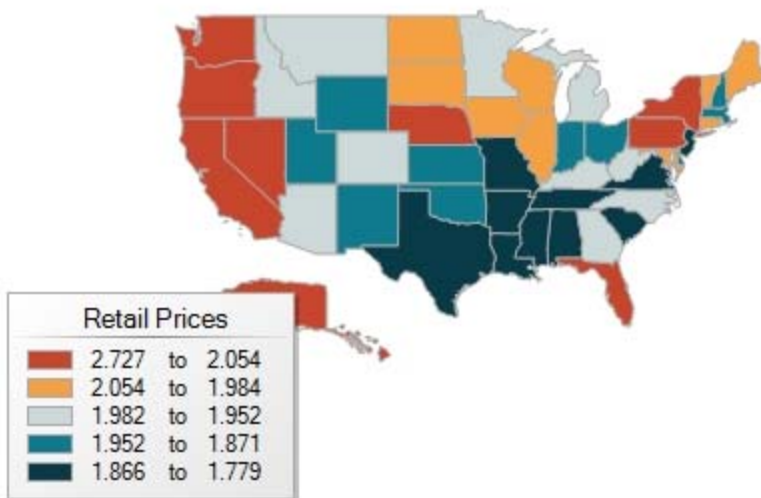 Retail Prices
2.727 to 2.054
2.054 to 1.984
1.982 to 1.952
1.952 to 1.871
1.866 to 1.779